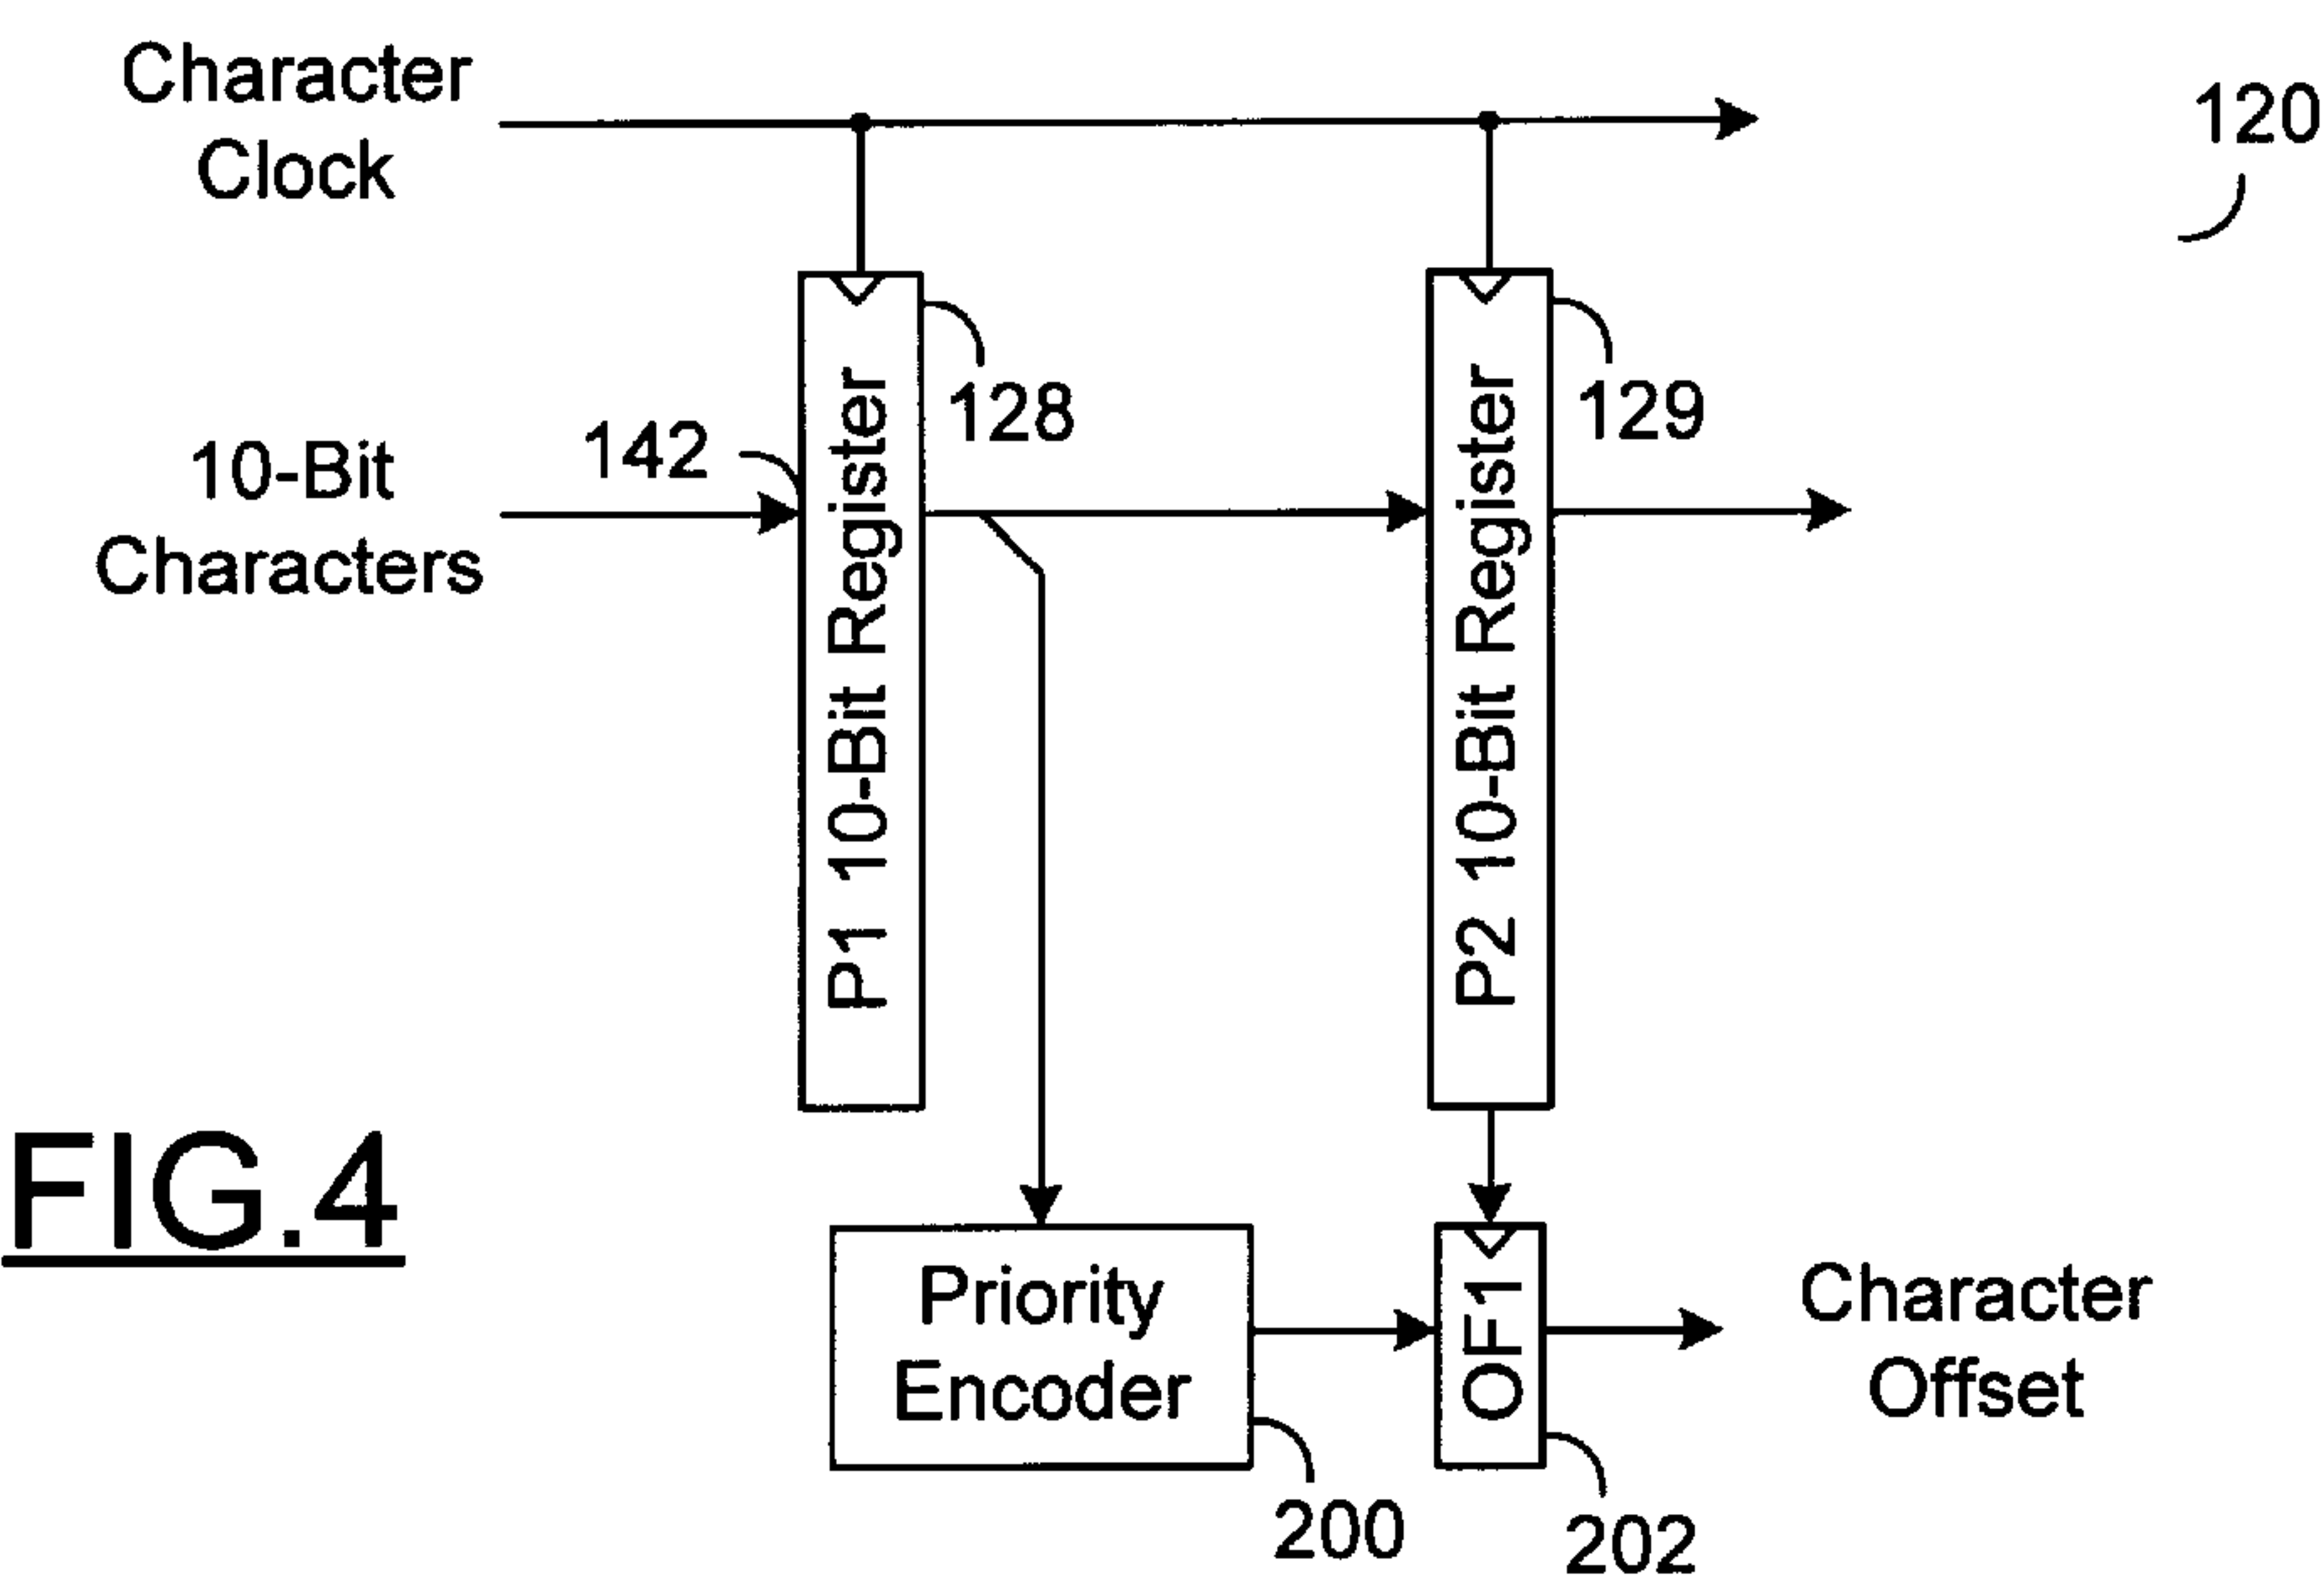 Character
Clock
120
128
129
142
10-Bit
Characters
P1 10-Bit Register
P2 10-Bit Register
FIG.4
Priority
Encoder
OF1
Character
Offset
200
202